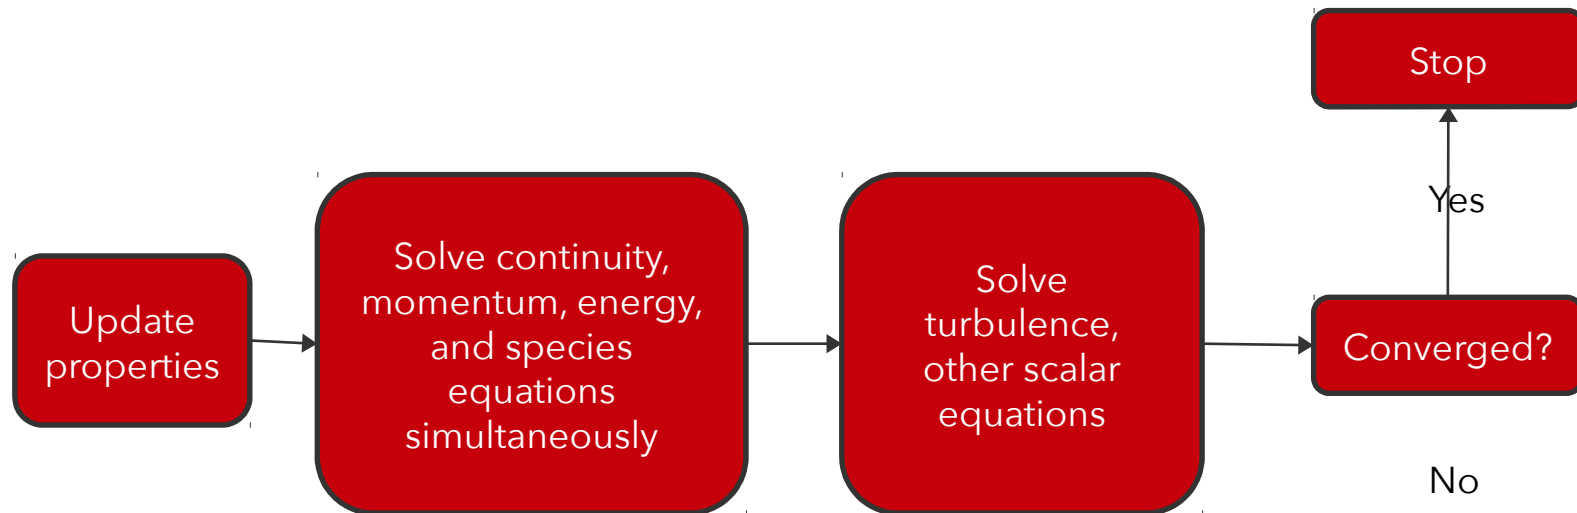 Update
properties
Solve continuity,
momentum, energy,
and species
equations
simultaneously
Solve
turbulence,
other scalar
equations
Stop
Yes
Converged?
No